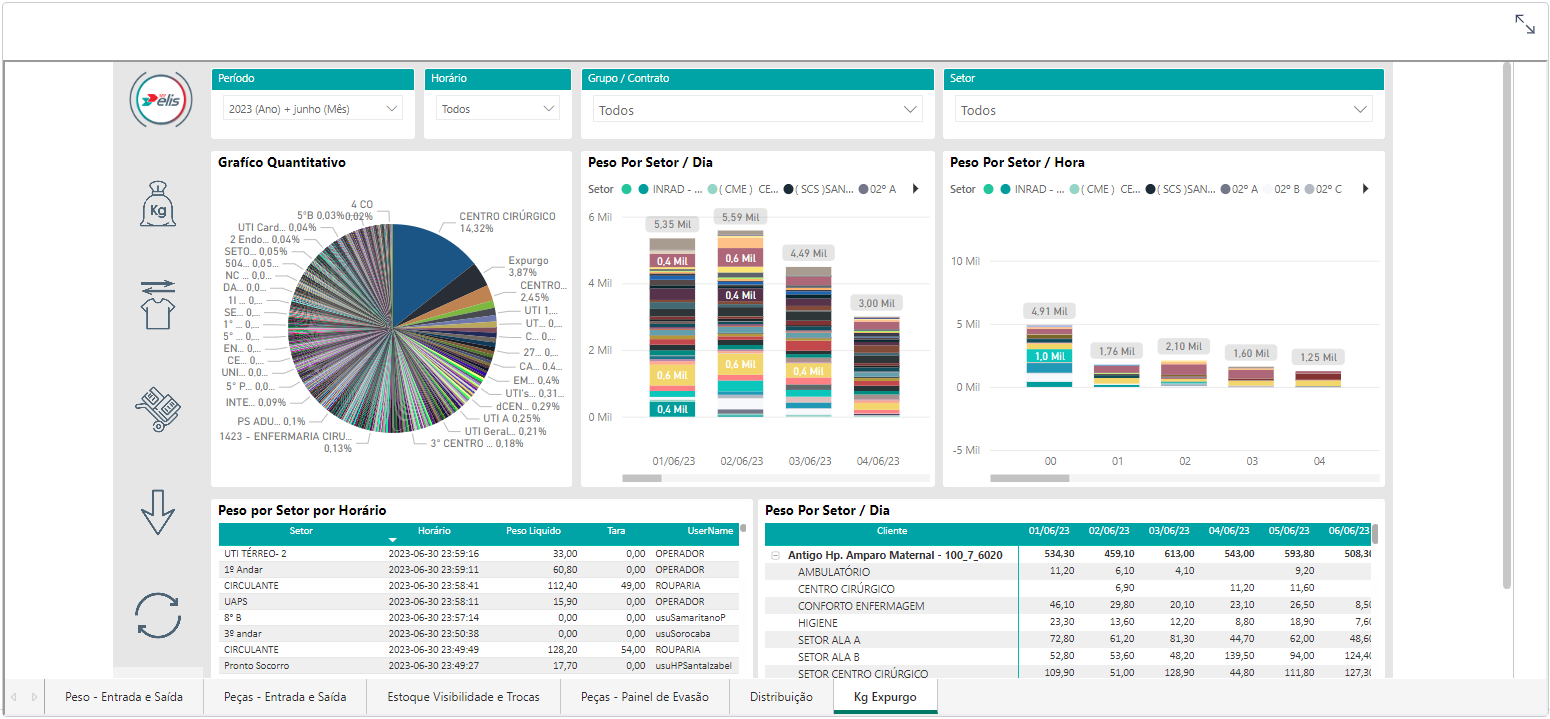 Período
Horário
Grupo / Contrato
Setor
elis
2023 (Ano) + junho (Mês)
Todos
Todos
Todos
Kg
Grafíco Quantitativo
4 CO
0,02%
5°B 0,03%
UTI Card... 0,04%
2 Endo... 0,04%
SETO... 0,05%
504... 0,05...
NC ... 0,0...
DA... 0,0...
1I ... 0,...
SE... 0,...
1° ... 0,...
5° ... 0,...
EN... 0,...
CE... 0,...
UNI... 0,0...
5° P... 0,0...
INTE... 0,09%
PS ADU... 0,1%
1423 - ENFERMARIA CIRU...
0,13%
CENTRO CIRÚRGICO
14,32%
Expurgo
3,87%
CENTRO...
2,45%
UTI 1,...
UT... 0,...
C... 0,...
27... 0,...
CA... 0,4...
EM... 0,4%
UTI's... 0,31...
dCEN... 0,29%
UTI A 0,25%
UTI Geral... 0,21%
3° CENTRO ... 0,18%
Peso Por Setor / Dia
Setor INRAD - ... ( CME ) CE... ( SCS )SAN... 02º A
6 Mil
4 Mil
2 Mil
0 Mil
5,35 Mil
5,59 Mil
4,49 Mil
3,00 Mil
0,4 Mil
0,6 Mil
0,4 Mil
0,6 Mil
0,6 Mil
0,4 Mil
0,4 Mil
01/06/23 02/06/23 03/06/23 04/06/23
Peso Por Setor / Hora
Setor INRAD - ... ( CME ) CE... ( SCS )SAN... 02º A 02º B 02º C
10 Mil
5 Mil
0 Mil
-5 Mil
4,91 Mil
1,76 Mil
2,10 Mil
1,60 Mil
1,25 Mil
1,0 Mil
00 01 02 03 04
Peso por Setor por Horário
Setor Horário Peso Liquido Tara UserName
UTI TÉRREO- 2 2023-06-30 23:59:16 33,00 0,00 OPERADOR
1º Andar 2023-06-30 23:59:11 60,80 0,00 OPERADOR
CIRCULANTE 2023-06-30 23:58:41 112,40 49,00 ROUPARIA
UAPS 2023-06-30 23:58:11 15,90 0,00 OPERADOR
8° B 2023-06-30 23:57:14 0,00 0,00 usuSamaritanoP
3º andar 2023-06-30 23:50:38 0,00 0,00 usuSorocaba
CIRCULANTE 2023-06-30 23:49:49 128,20 54,00 ROUPARIA
Pronto Socorro 2023-06-30 23:49:27 17,70 0,00 usuHPSantaIzabel
Peso Por Setor / Dia
Cliente 01/06/23 02/06/23 03/06/23 04/06/23 05/06/23 06/06/23
Antigo Hp. Amparo Maternal - 100_7_6020 534,30 459,10 613,00 543,00 593,80 508,30
AMBULATÓRIO 11,20 6,10 4,10 9,20
CENTRO CIRÚRGICO 6,90 11,20 11,60
CONFORTO ENFERMAGEM 46,10 29,80 20,10 23,10 26,50 8,50
HIGIENE 23,30 13,60 12,20 8,80 18,90 7,60
SETOR ALA A 72,80 61,20 81,30 44,70 62,00 48,60
SETOR ALA B 52,80 53,60 48,20 139,50 94,00 124,40
SETOR CENTRO CIRÚRGICO 109,90 51,00 128,90 44,80 111,80 127,30
Peso - Entrada e Saída
Peças - Entrada e Saída
Estoque Visibilidade e Trocas
Peças - Painel de Evasão
Distribuição
Kg Expurgo